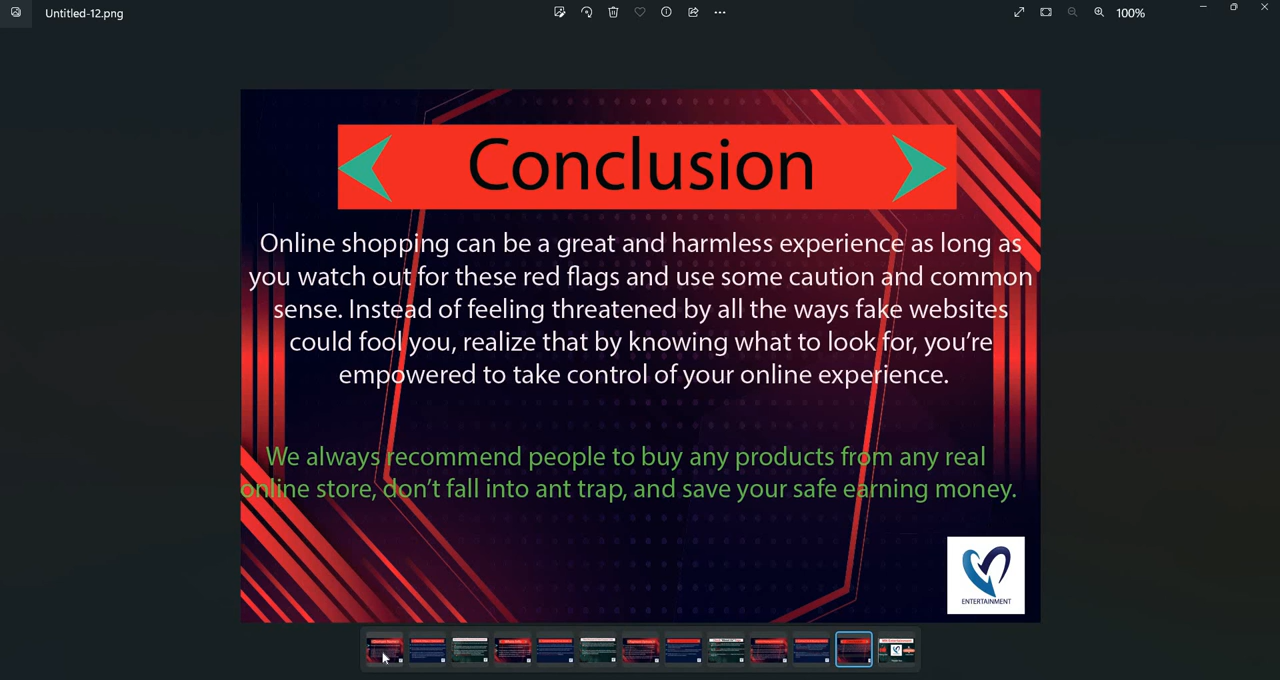 Untitled-12.png
100%
Conclusion
Online shopping can be a great and harmless experience as long as
you watch out for these red flags and use some caution and common
sense. Instead of feeling threatened by all the ways fake websites
could fool you, realize that by knowing what to look for, you’re
empowered to take control of your online experience.
We always recommend people to buy any products from any real
online store, don’t fall into ant trap, and save your safe earning money.
ENTERTAINMENT